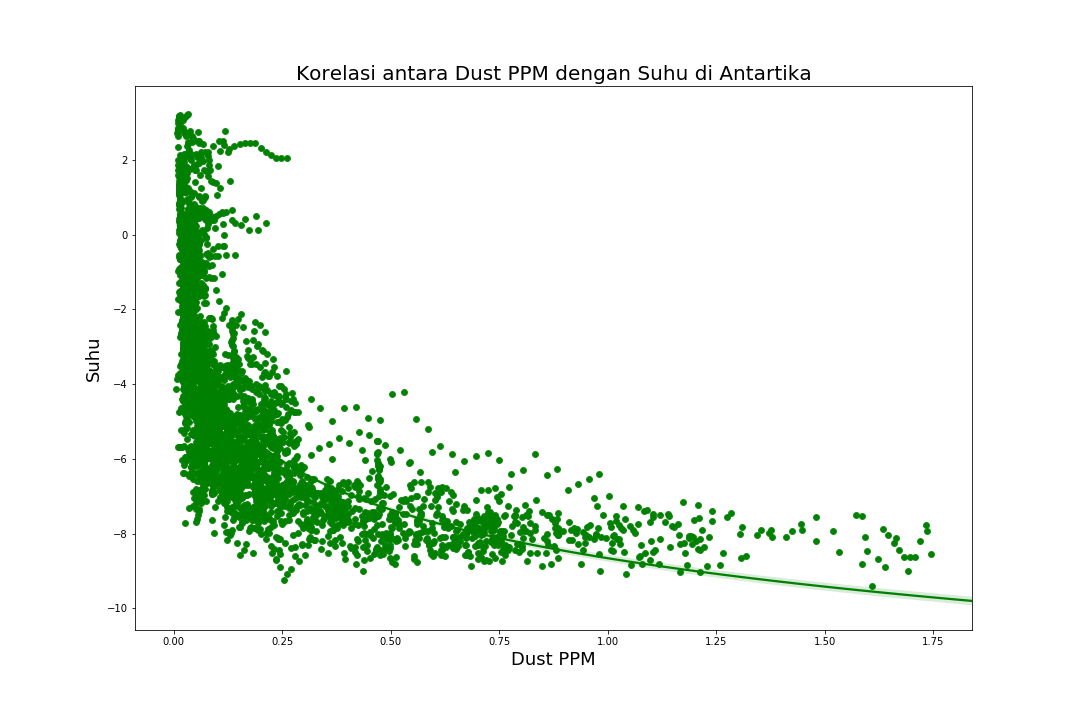 Korelasi antara Dust PPM dengan Suhu di Antartika
Suhu
2
0
−2
−4
−6
−8
−10
0.00 0.25 0.50 0.75 1.00 1.25 1.50 1.75
Dust PPM